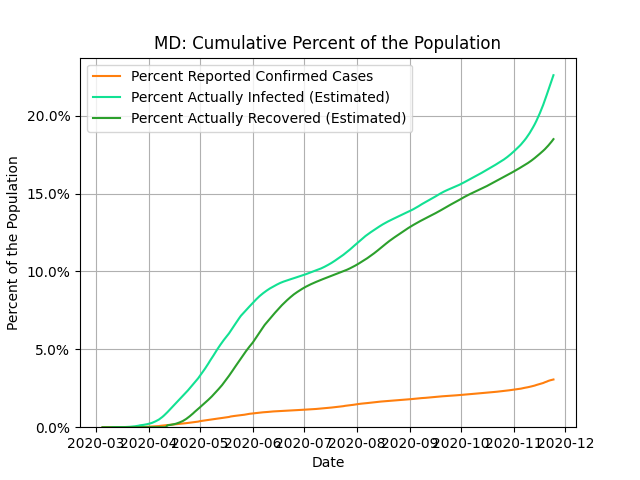 MD: Cumulative Percent of the Population
Percent Reported Confirmed Cases
Percent Actually Infected (Estimated)
Percent Actually Recovered (Estimated)
20.0%
15.0%
10.0%
5.0%
0.0%
Percent of the Population
2020-03 2020-04 2020-05 2020-06 2020-07 2020-08 2020-09 2020-10 2020-11 2020-12
Date